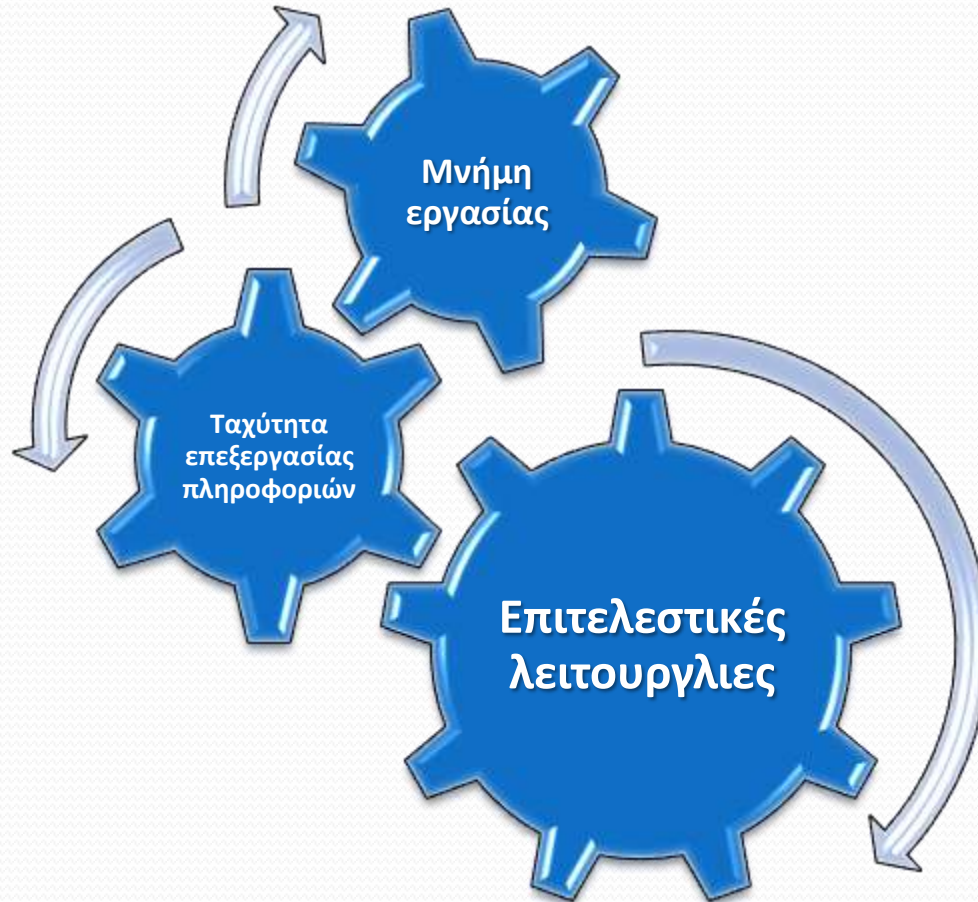 Μνήμη
εργασίας
Ταχύτητα
επεξεργασίας
πληροφοριών
Επιτελεστικές
λειτουργλιες